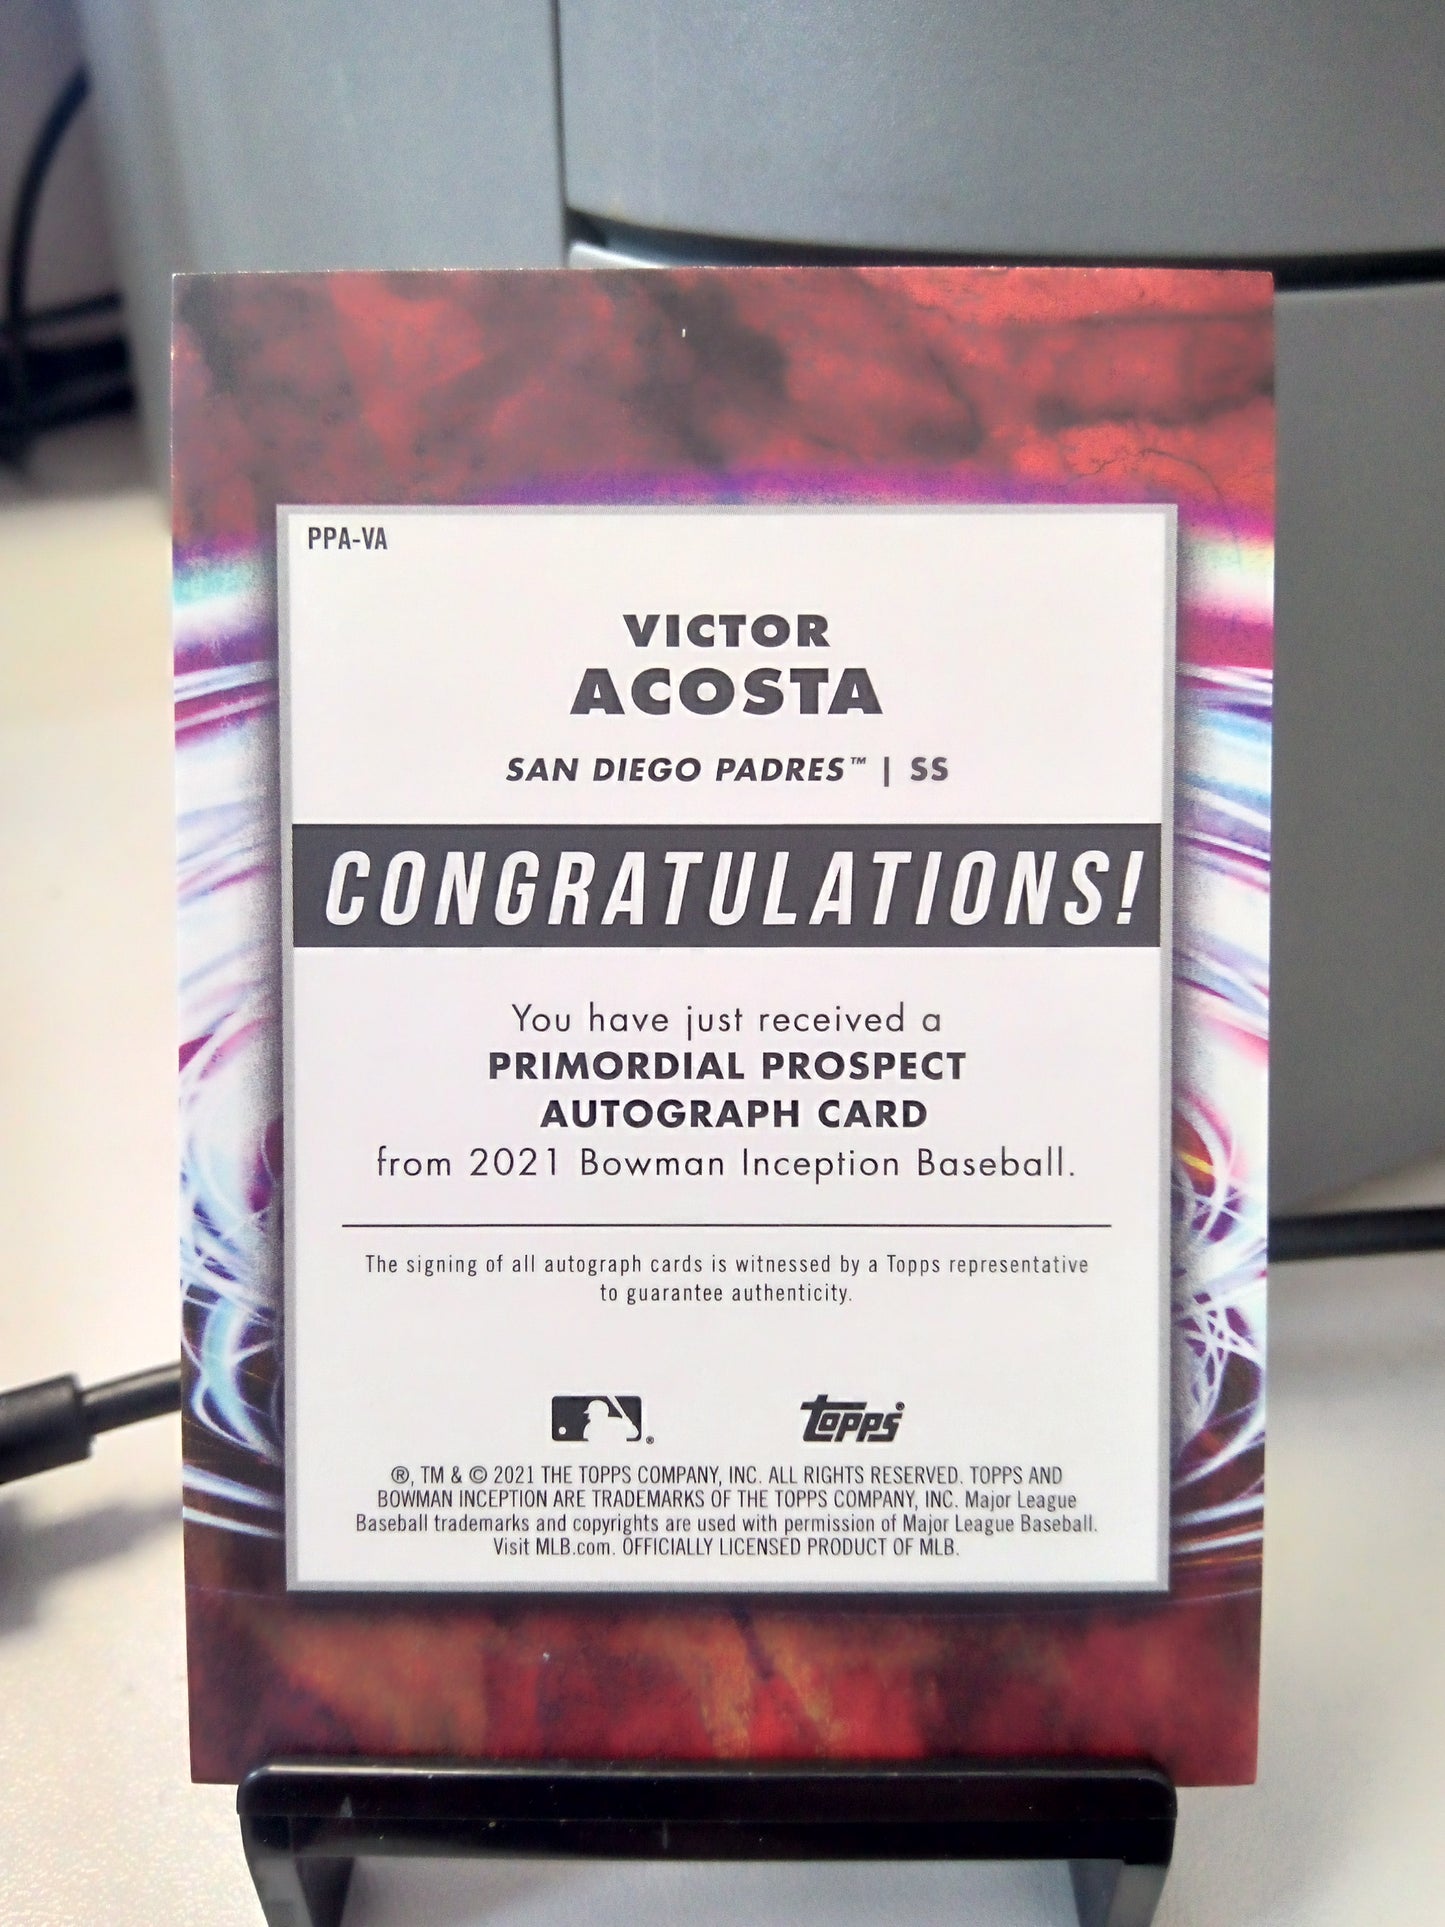 PPA-VA
VICTOR
ACOSTA
SAN DIEGO PADRES™ | SS
CONGRATULATIONS!
You have just received a
PRIMORDIAL PROSPECT
AUTOGRAPH CARD
from 2021 Bowman Inception Baseball.
The signing of all autograph cards is witnessed by a Topps representative
to guarantee authenticity.
® topps®
®, TM & © 2021 THE TOPPS COMPANY, INC. ALL RIGHTS RESERVED. TOPPS AND
BOWMAN INCEPTION ARE TRADEMARKS OF THE TOPPS COMPANY, INC. Major League
Baseball trademarks and copyrights are used with permission of Major League Baseball.
Visit MLB.com. OFFICIALLY LICENSED PRODUCT OF MLB.